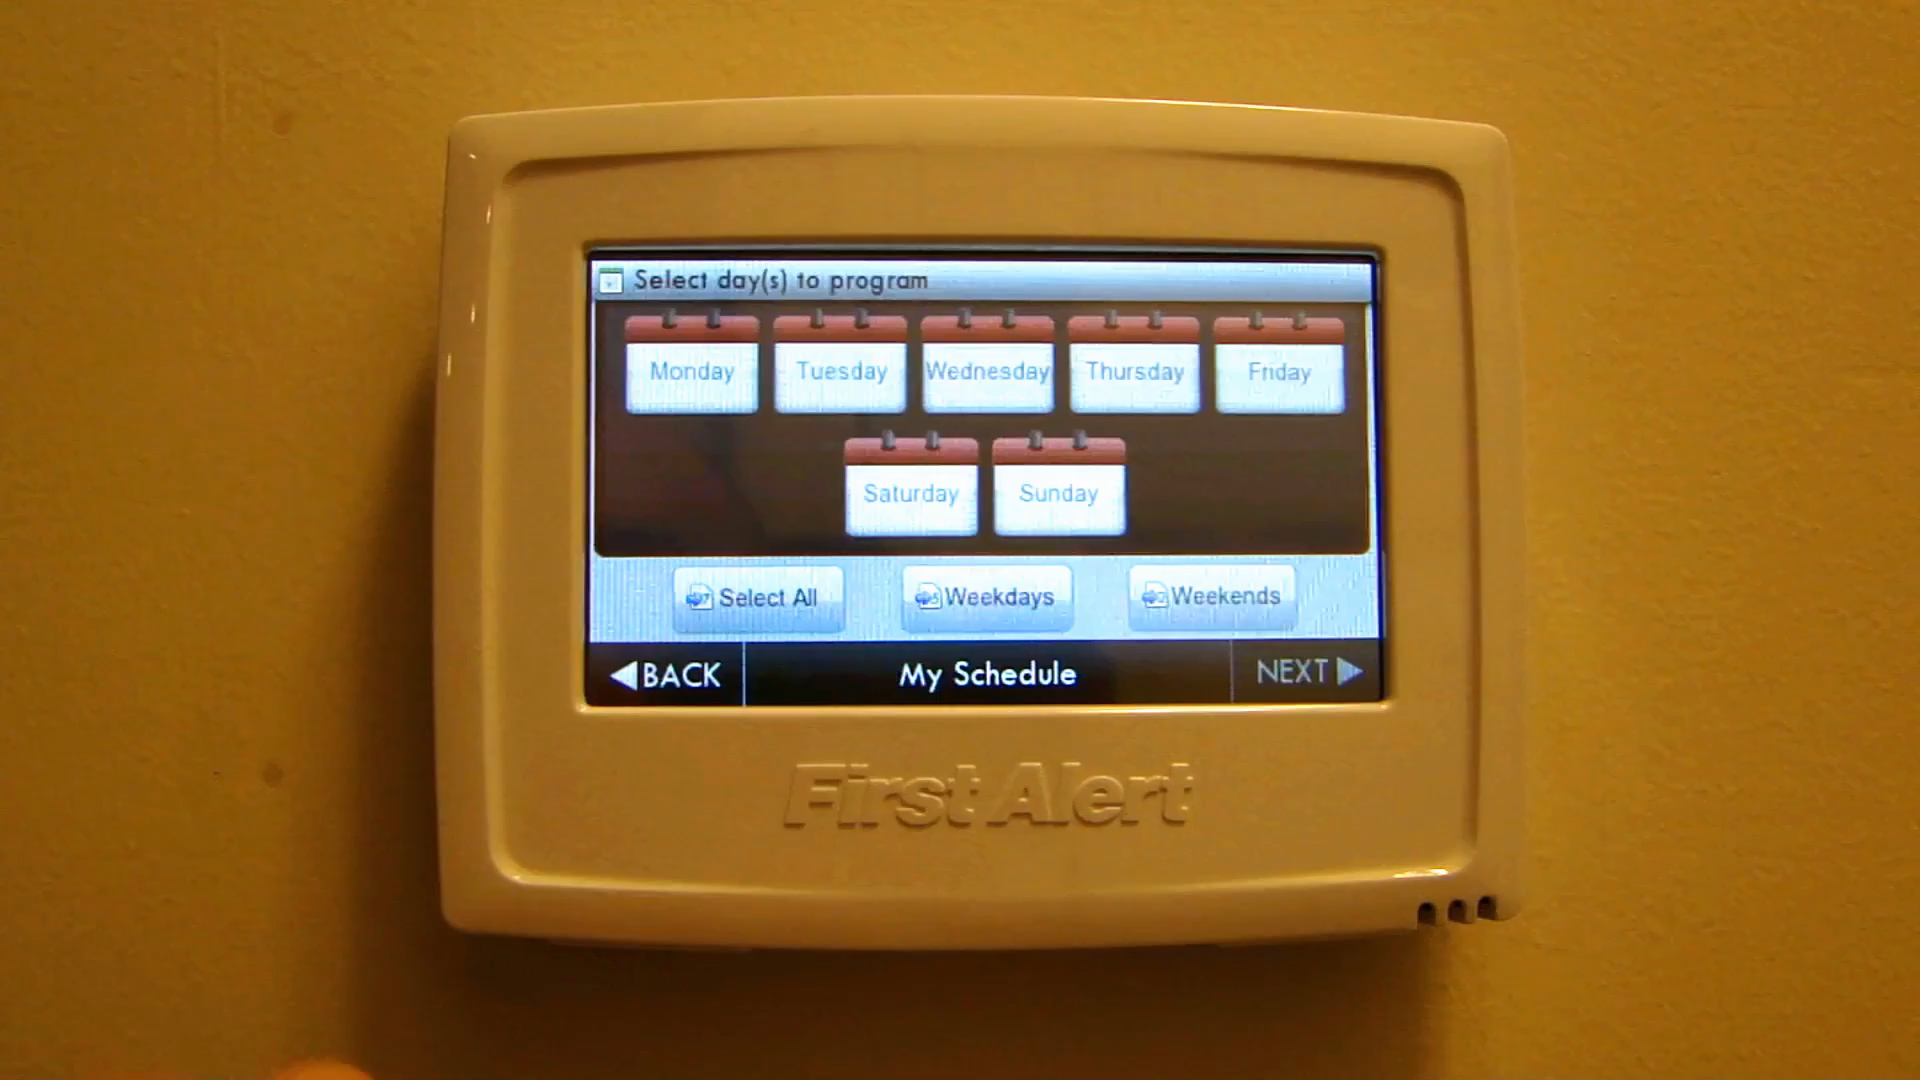 Select day(s) to program
Monday Tuesday Wednesday Thursday Friday
Saturday Sunday
Select All Weekdays Weekends
BACK My Schedule NEXT
First Alert